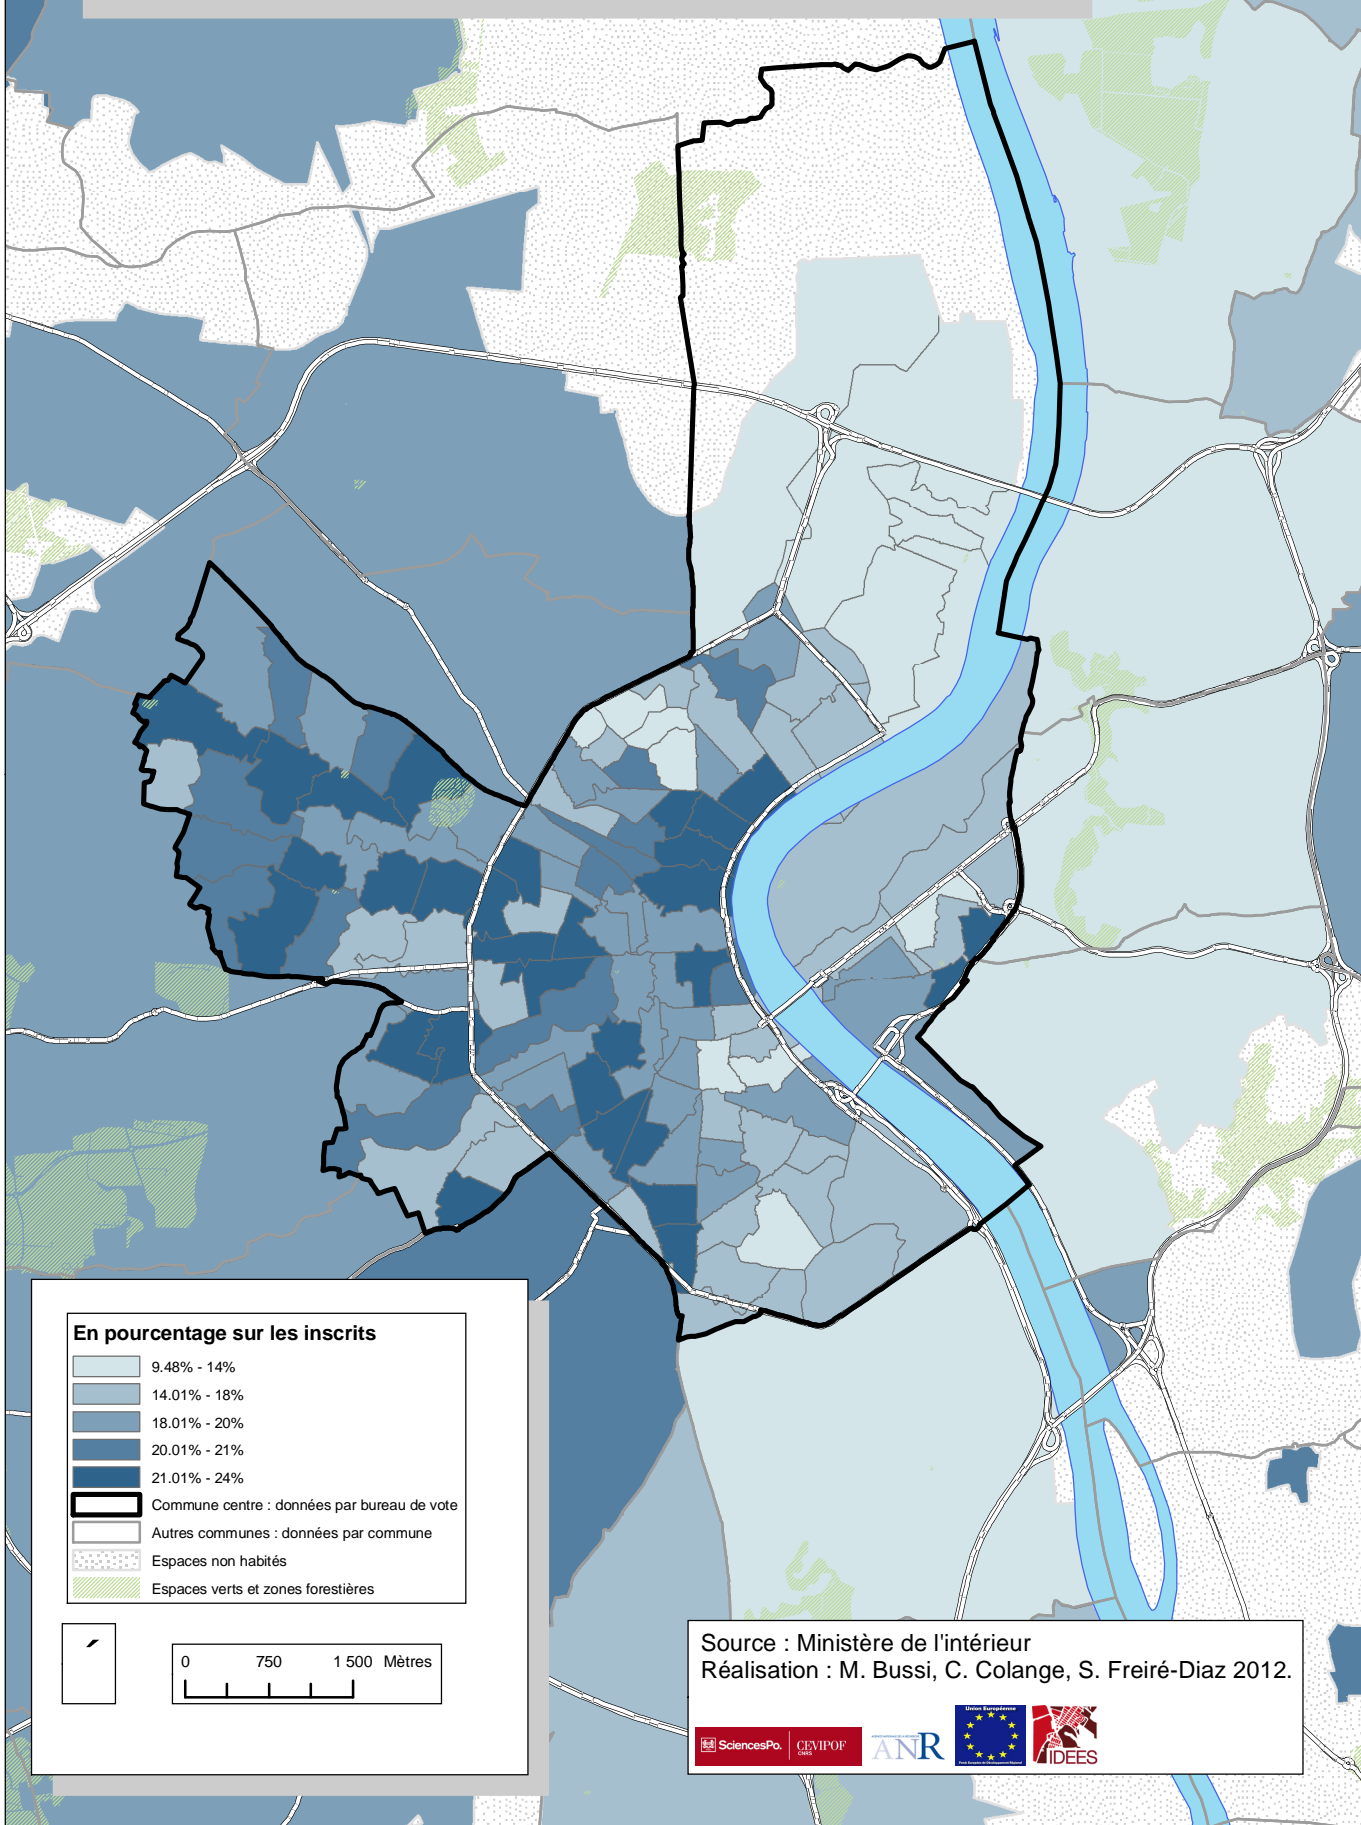 En pourcentage sur les inscrits
9.48% - 14%
14.01% - 18%
18.01% - 20%
20.01% - 21%
21.01% - 24%
Commune centre : données par bureau de vote
Autres communes : données par commune
Espaces non habités
Espaces verts et zones forestières
0 750 1 500 Mètres
Source : Ministère de l'intérieur
Réalisation : M. Bussi, C. Colange, S. Freiré-Diaz 2012.
SciencesPo. CEVIPOF
CNRS
ANR
Union Européenne
IDEES